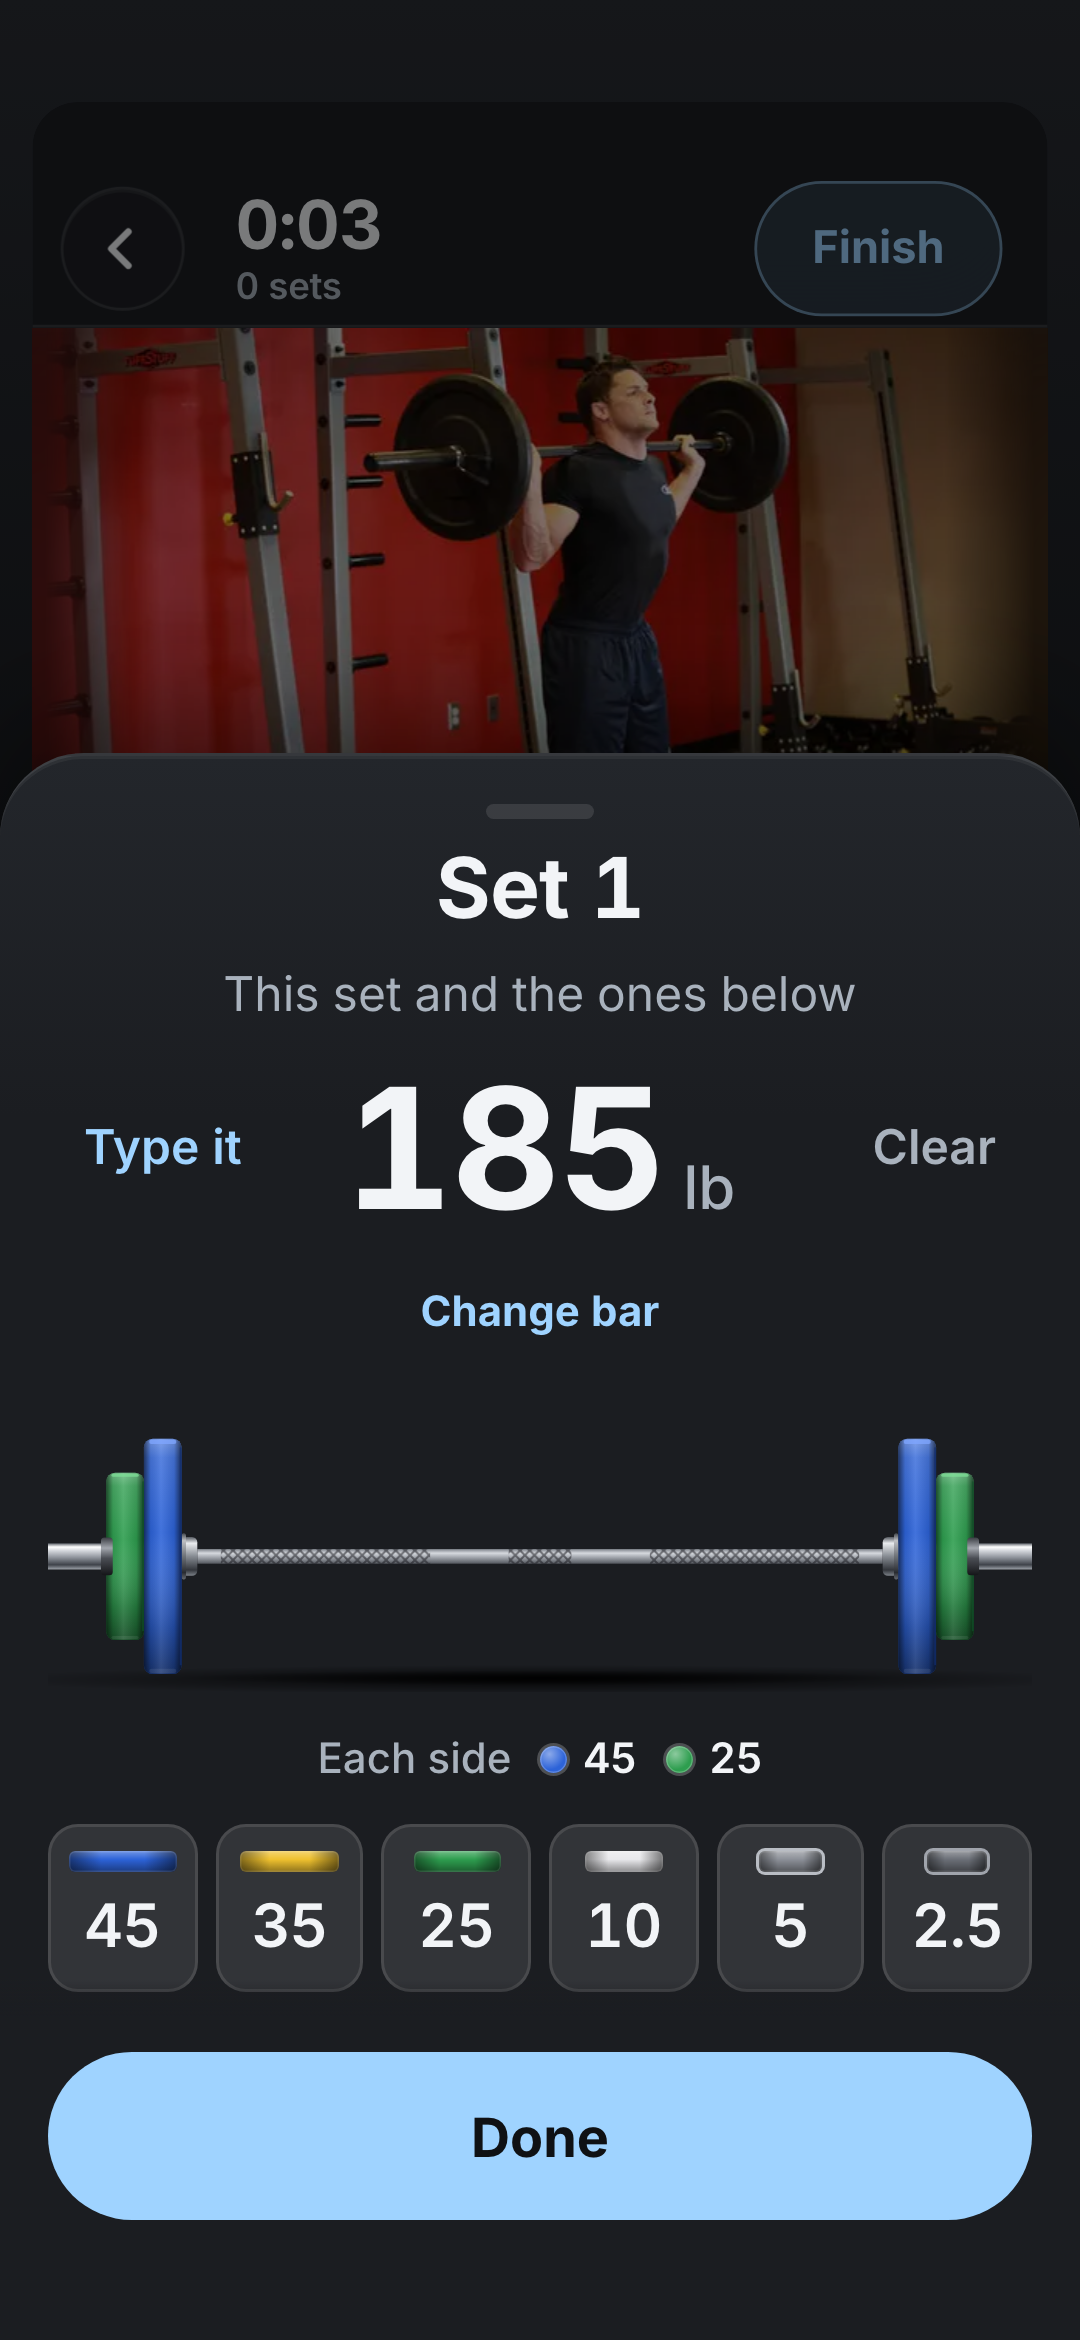 0:03
0 sets
Finish
Set 1
This set and the ones below
Type it
185 lb
Clear
Change bar
Each side 45 25
45 35 25 10 5 2.5
Done